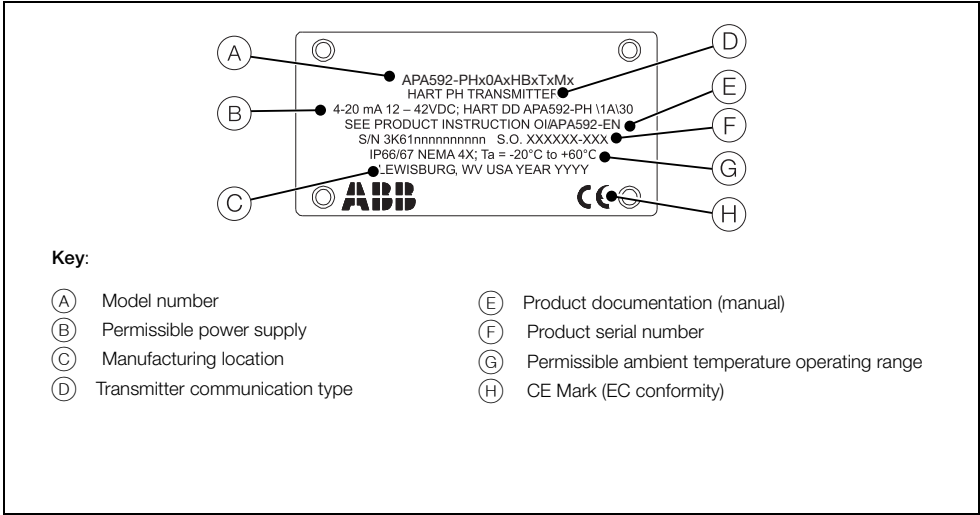 A
D
APA592-PHx0AxHBxTxMx
HART PH TRANSMITTER
E
B
4-20 mA 12 – 42VDC; HART DD APA592-PH \1A\30
SEE PRODUCT INSTRUCTION OI/APA592-EN
F
S/N 3K61nnnnnnnnnn S.O. XXXXXX-XXX
IP66/67 NEMA 4X; Ta = -20°C to +60°C
G
LEWISBURG, WV USA YEAR YYYY
C
ABB
CE
H
Key:
A Model number
B Permissible power supply
C Manufacturing location
D Transmitter communication type
E Product documentation (manual)
F Product serial number
G Permissible ambient temperature operating range
H CE Mark (EC conformity)